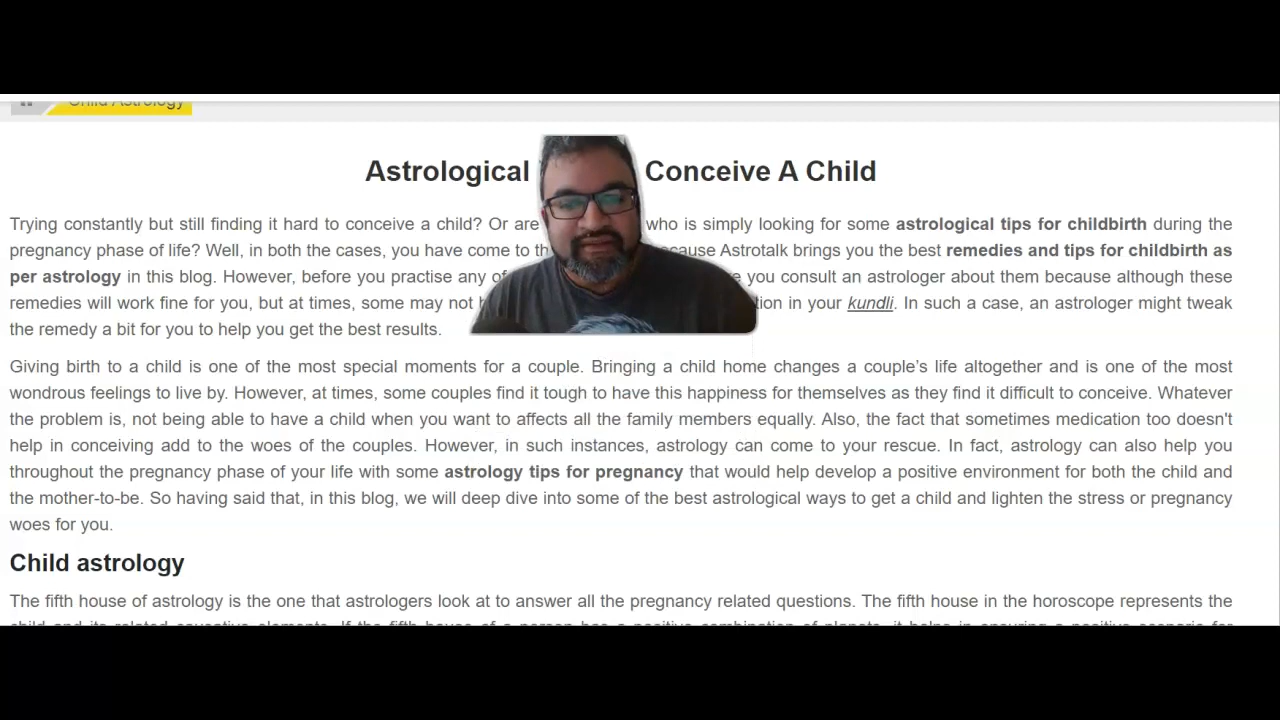 Child Astrology
Astrological Conceive A Child
Trying constantly but still finding it hard to conceive a child? Or are who is simply looking for some astrological tips for childbirth during the
pregnancy phase of life? Well, in both the cases, you have come to Astrotalk brings you the best remedies and tips for childbirth as
per astrology in this blog. However, before you practise any you consult an astrologer about them because although these
remedies will work fine for you, but at times, some may not in your kundli. In such a case, an astrologer might tweak
the remedy a bit for you to help you get the best results.
Giving birth to a child is one of the most special moments for a couple. Bringing a child home changes a couple's life altogether and is one of the most
wondrous feelings to live by. However, at times, some couples find it tough to have this happiness for themselves as they find it difficult to conceive. Whatever
the problem is, not being able to have a child when you want to affects all the family members equally. Also, the fact that sometimes medication too doesn't
help in conceiving add to the woes of the couples. However, in such instances, astrology can come to your rescue. In fact, astrology can also help you
throughout the pregnancy phase of your life with some astrology tips for pregnancy that would help develop a positive environment for both the child and
the mother-to-be. So having said that, in this blog, we will deep dive into some of the best astrological ways to get a child and lighten the stress or pregnancy
woes for you.
Child astrology
The fifth house of astrology is the one that astrologers look at to answer all the pregnancy related questions. The fifth house in the horoscope represents the